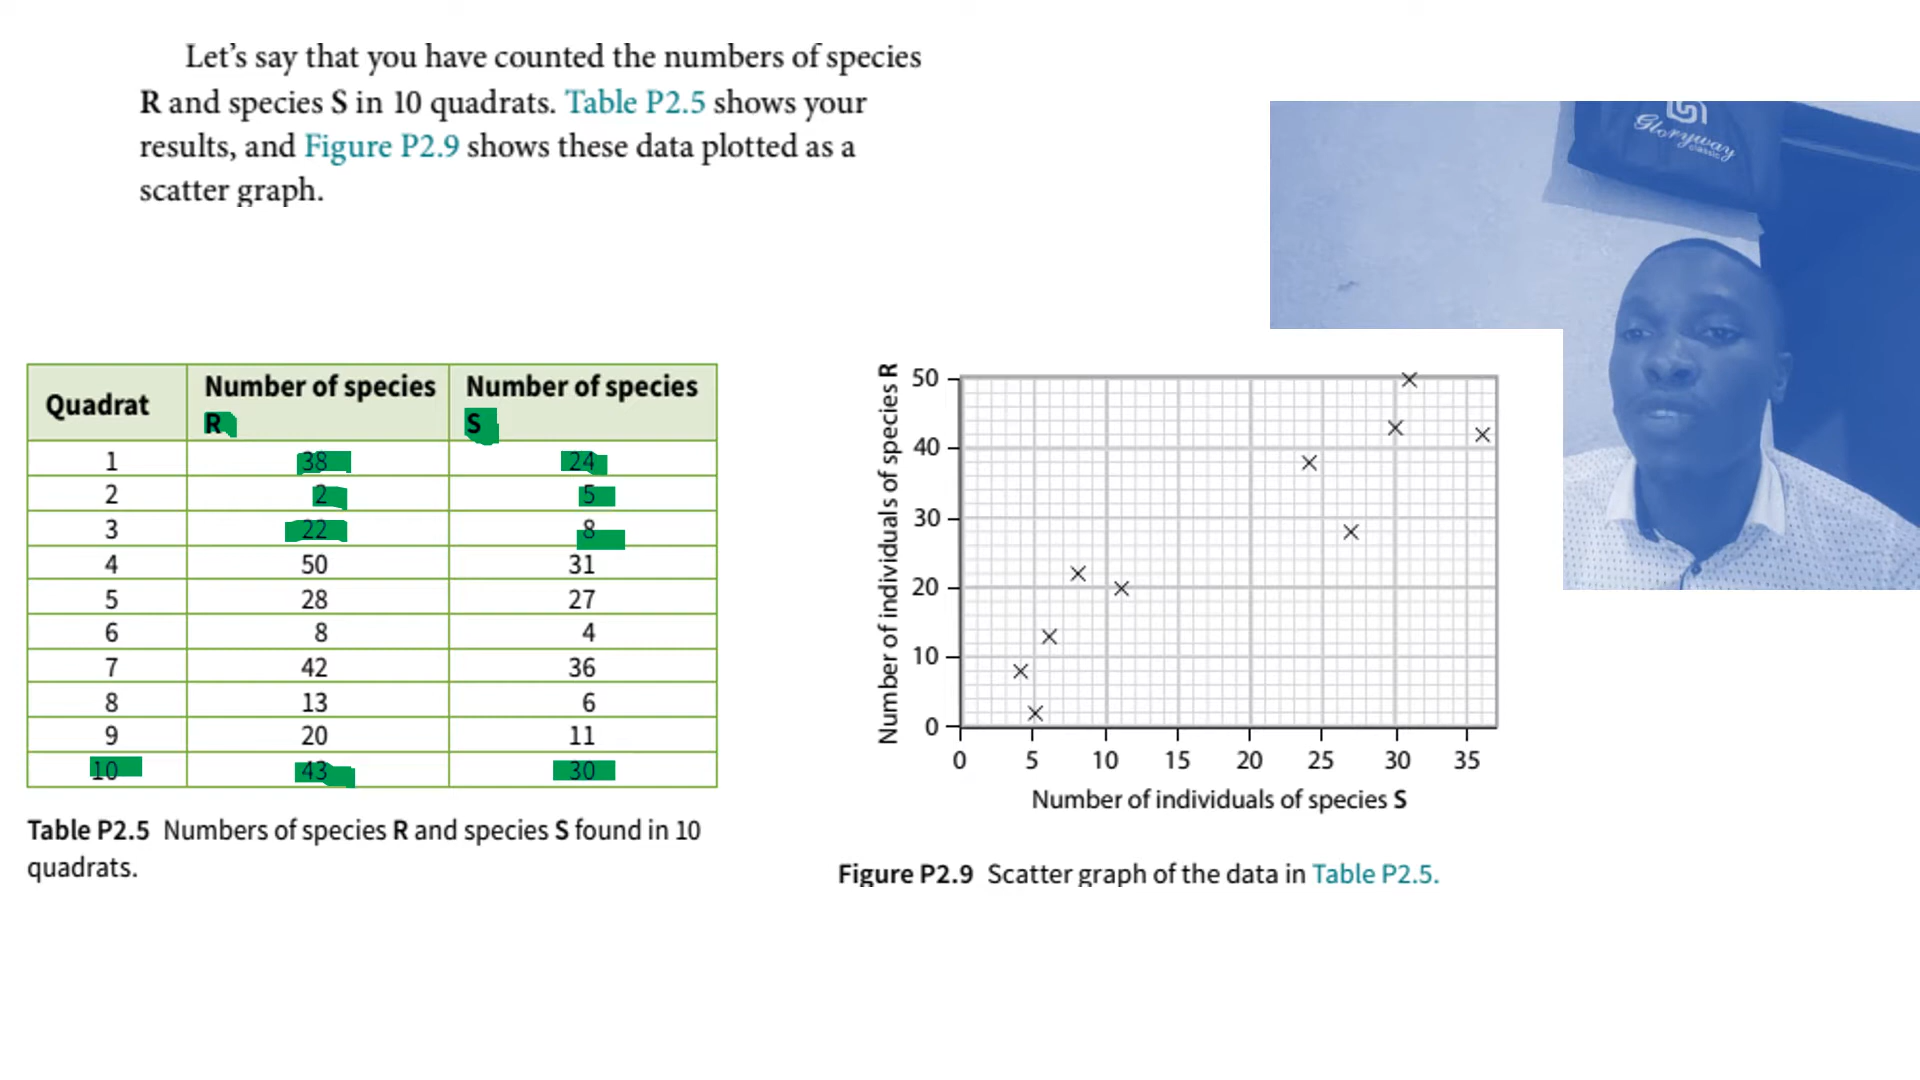 Let's say that you have counted the numbers of species
R and species S in 10 quadrats. Table P2.5 shows your
results, and Figure P2.9 shows these data plotted as a
scatter graph.
Gloryway
classic
Quadrat Number of species R Number of species S
1 38 24
2 2 5
3 22 8
4 50 31
5 28 27
6 8 4
7 42 36
8 13 6
9 20 11
10 43 30
Table P2.5 Numbers of species R and species S found in 10
quadrats.
Number of individuals of species R
50
40
30
20
10
0
0 5 10 15 20 25 30 35
Number of individuals of species S
Figure P2.9 Scatter graph of the data in Table P2.5.